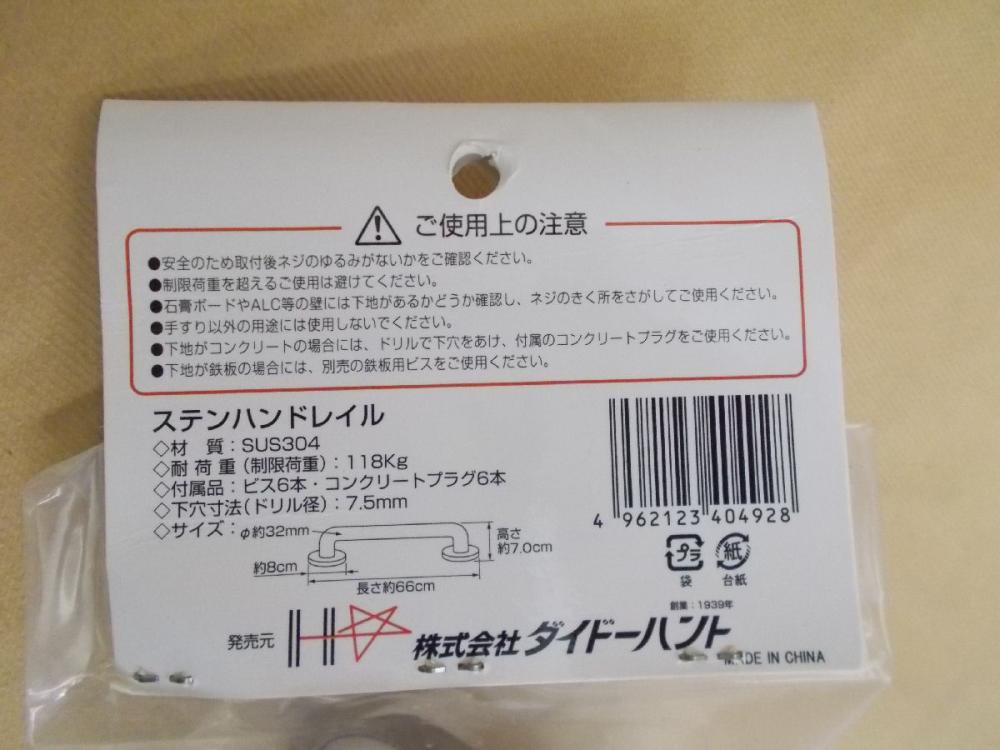 ご使用上の注意
●安全のため取付後ネジのゆるみがないかをご確認ください。
●制限荷重を超えるご使用は避けてください。
●石膏ボードやALC等の壁には下地があるかどうか確認し、ネジのきく所をさがしてご使用ください。
●手すり以外の用途には使用しないでください。
●下地がコンクリートの場合には、ドリルで下穴をあけ、付属のコンクリートプラグをご使用ください。
●下地が鉄板の場合には、別売の鉄板用ビスをご使用ください。
ステンハンドレイル
◇材 質：SUS304
◇耐荷重（制限荷重）：118Kg
◇付属品：ビス6本・コンクリートプラグ6本
◇下穴寸法（ドリル径）：7.5mm
◇サイズ：φ約32mm
高さ
約7.0cm
約8cm
長さ約66cm
4 962123 404928
プラ
紙
袋
台紙
創業：1939年
発売元
株式会社 ダイドーハント
MADE IN CHINA